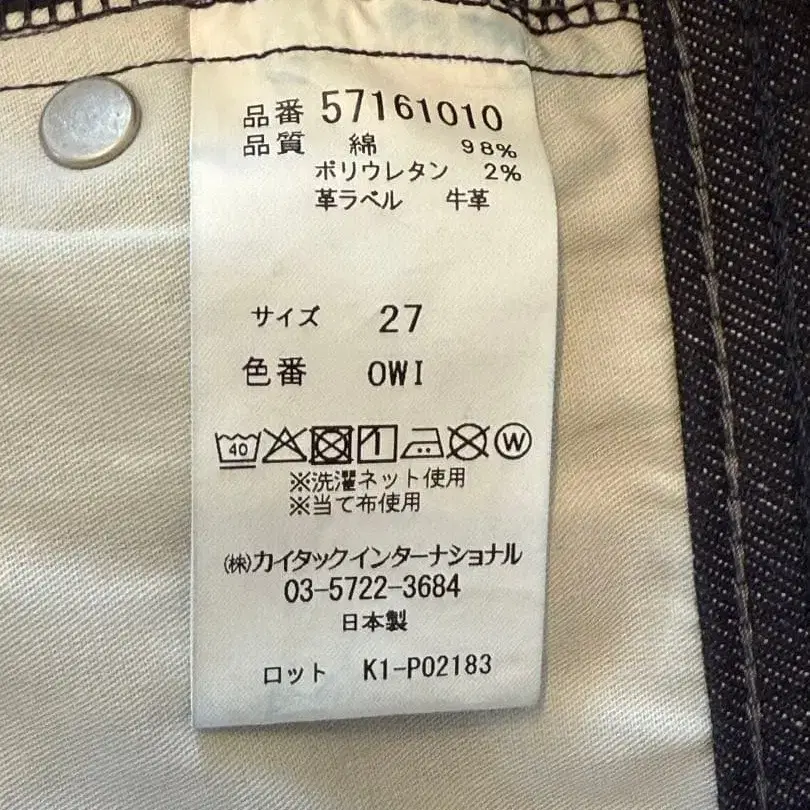 品番 57161010
品質 綿 98%
ポリウレタン 2%
革ラベル 牛革
サイズ 27
色番 OWI
40 W
※洗濯ネット使用
※当て布使用
㈱カイタックインターナショナル
03-5722-3684
日本製
ロット K1-P02183